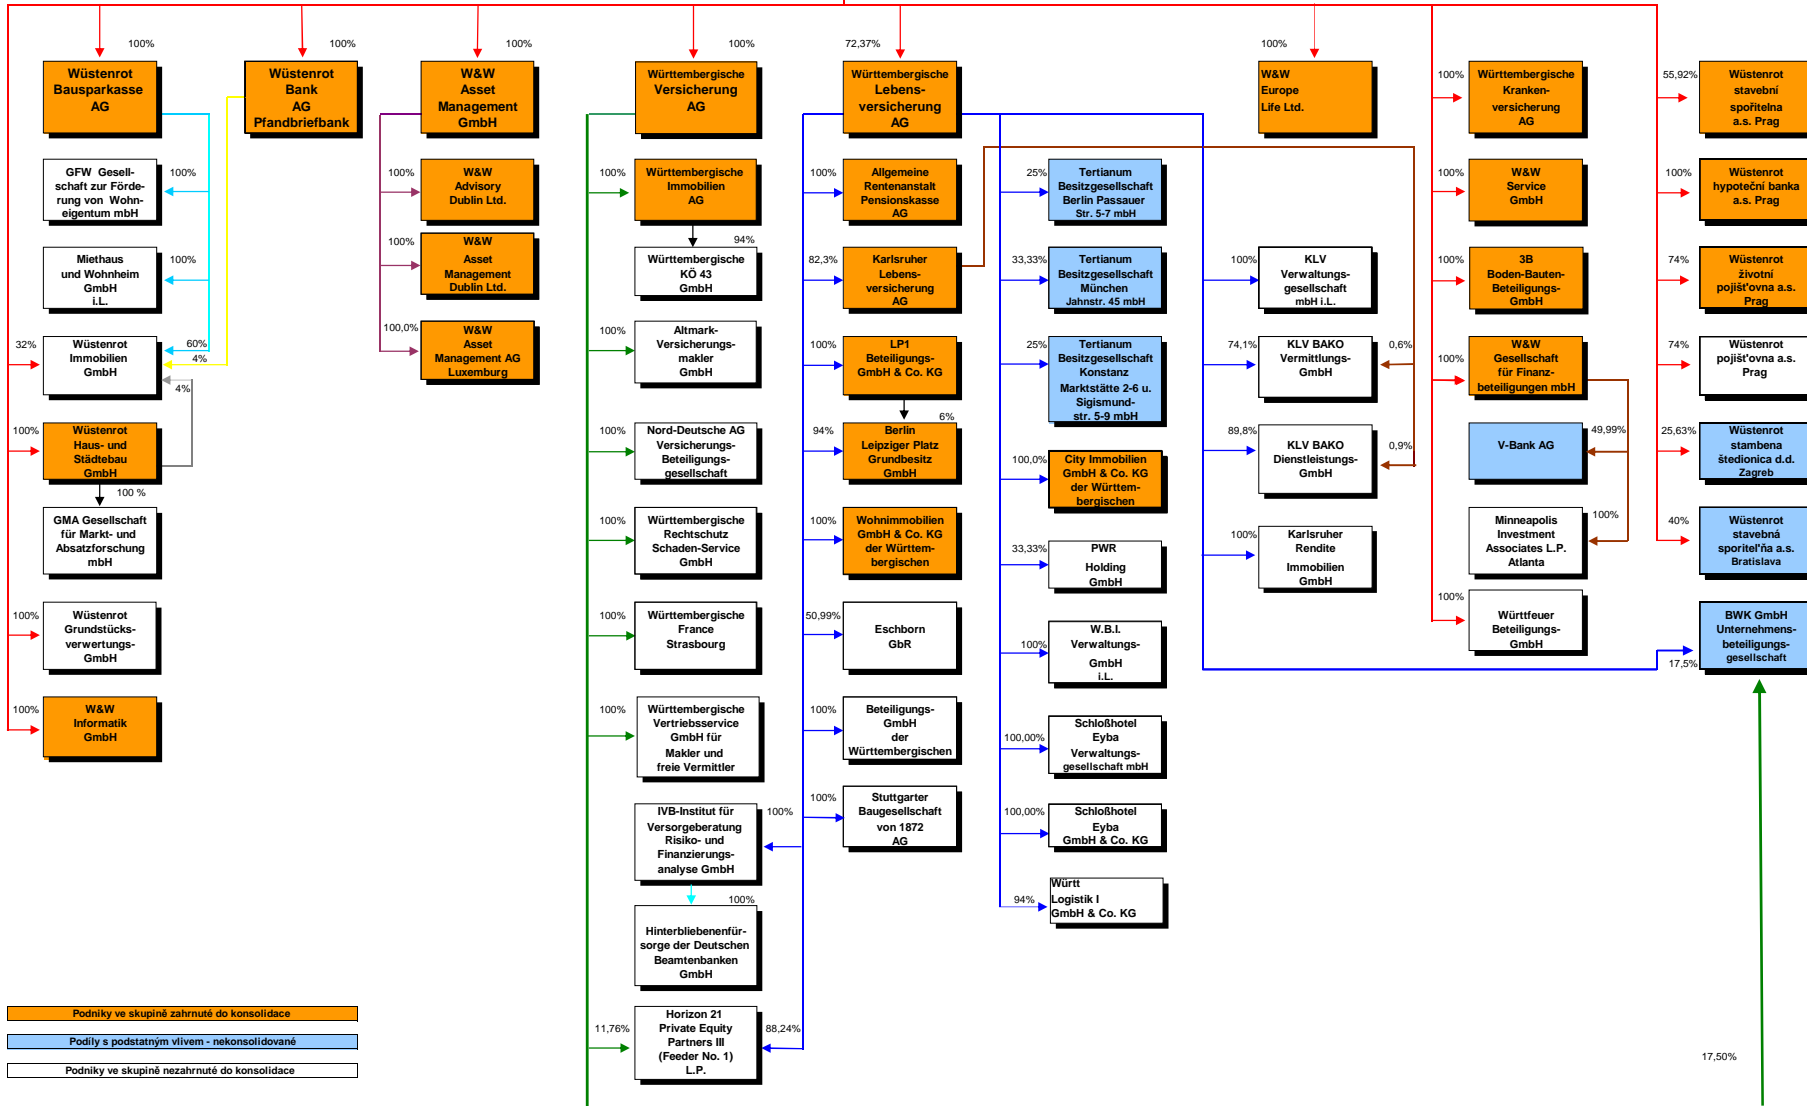 100%
Wüstenrot
Bausparkasse
AG
100%
GFW Gesell-
schaft zur Förde-
rung von Wohn-
eigentum mbH
100%
Miethaus
und Wohnheim
GmbH
i.L.
100%
32%
Wüstenrot
Immobilien
GmbH
60%
4%
4%
100%
Wüstenrot
Haus- und
Städtebau
GmbH
100 %
GMA Gesellschaft
für Markt- und
Absatzforschung
mbH
100%
Wüstenrot
Grundstücks-
verwertungs-
GmbH
100%
W&W
Informatik
GmbH
100%
Wüstenrot
Bank
AG
Pfandbriefbank
100%
W&W
Asset
Management
GmbH
100%
W&W
Advisory
Dublin Ltd.
100%
W&W
Asset
Management
Dublin Ltd.
100,0%
W&W
Asset
Management AG
Luxemburg
100%
Württembergische
Versicherung
AG
100%
Württembergische
Immobilien
AG
94%
Württembergische
KÖ 43
GmbH
100%
Altmark-
Versicherungs-
makler
GmbH
100%
Nord-Deutsche AG
Versicherungs-
Beteiligungs-
gesellschaft
100%
Württembergische
Rechtschutz
Schaden-Service
GmbH
100%
Württembergische
France
Strasbourg
100%
Württembergische
Vertriebsservice
GmbH für
Makler und
freie Vermittler
IVB-Institut für
Versorgeberatung
Risiko- und
Finanzierungs-
analyse GmbH
100%
100%
Hinterbliebenenfür-
sorge der Deutschen
Beamtenbanken
GmbH
11,76%
Horizon 21
Private Equity
Partners III
(Feeder No. 1)
L.P.
88,24%
72,37%
Württembergische
Lebens-
versicherung
AG
100%
Allgemeine
Rentenanstalt
Pensionskasse
AG
82,3%
Karlsruher
Lebens-
versicherung
AG
100%
LP1
Beteiligungs-
GmbH & Co. KG
6%
94%
Berlin
Leipziger Platz
Grundbesitz
GmbH
100%
Wohnimmobilien
GmbH & Co. KG
der Württem-
bergischen
50,99%
Eschborn
GbR
100%
Beteiligungs-
GmbH
der
Württembergischen
100%
Stuttgarter
Baugesellschaft
von 1872
AG
25%
Tertianum
Besitzgesellschaft
Berlin Passauer
Str. 5-7 mbH
33,33%
Tertianum
Besitzgesellschaft
München
Jahnstr. 45 mbH
25%
Tertianum
Besitzgesellschaft
Konstanz
Marktstätte 2-6 u.
Sigismund-
str. 5-9 mbH
100,0%
City Immobilien
GmbH & Co. KG
der Württem-
bergischen
33,33%
PWR
Holding
GmbH
100%
W.B.I.
Verwaltungs-
GmbH
i.L.
100,00%
Schloßhotel
Eyba
Verwaltungs-
gesellschaft mbH
100,00%
Schloßhotel
Eyba
GmbH & Co. KG
94%
Württ
Logistik I
GmbH & Co. KG
100%
W&W
Europe
Life Ltd.
100%
KLV
Verwaltungs-
gesellschaft
mbH i.L.
74,1%
KLV BAKO
Vermittlungs-
GmbH
0,6%
89,8%
KLV BAKO
Dienstleistungs-
GmbH
0,9%
100%
Karlsruher
Rendite
Immobilien
GmbH
100%
Württembergische
Kranken-
versicherung
AG
100%
W&W
Service
GmbH
100%
3B
Boden-Bauten-
Beteiligungs-
GmbH
100%
W&W
Gesellschaft
für Finanz-
beteiligungen mbH
V-Bank AG
49,99%
Minneapolis
Investment
Associates L.P.
Atlanta
100%
100%
Württfeuer
Beteiligungs-
GmbH
55,92%
Wüstenrot
stavební
spořitelna
a.s. Prag
100%
Wüstenrot
hypoteční banka
a.s. Prag
74%
Wüstenrot
životní
pojišt'ovna a.s.
Prag
74%
Wüstenrot
pojišt'ovna a.s.
Prag
25,63%
Wüstenrot
stambena
štedionica d.d.
Zagreb
40%
Wüstenrot
stavebná
sporitel'ňa a.s.
Bratislava
17,5%
BWK GmbH
Unternehmens-
beteiligungs-
gesellschaft
17,50%
Podniky ve skupině zahrnuté do konsolidace
Podíly s podstatným vlivem - nekonsolidované
Podniky ve skupině nezahrnuté do konsolidace